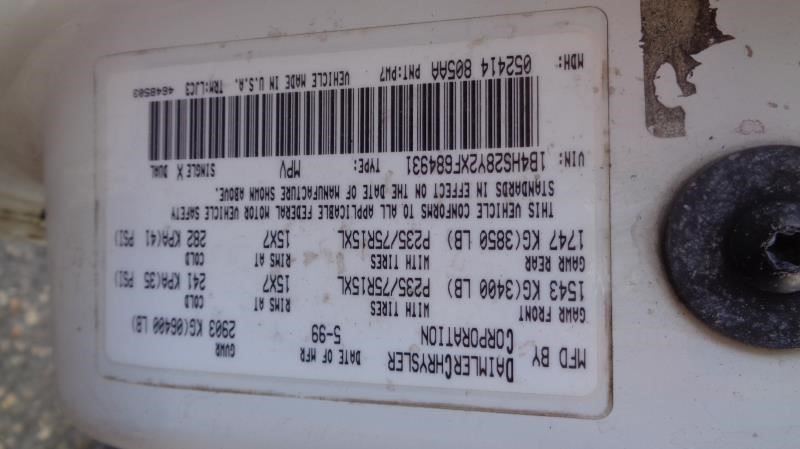 MFD BY DAIMLERCHRYSLER CORPORATION DATE OF MFR 5-99 GVWR 2903 KG(06400 LB)
GAWR FRONT WITH TIRES RIMS AT COLD
1543 KG(3400 LB) P235/75R15XL 15X7 241 KPA(35 PSI)
GAWR REAR WITH TIRES RIMS AT COLD
1747 KG(3850 LB) P235/75R15XL 15X7 282 KPA(41 PSI)
THIS VEHICLE CONFORMS TO ALL APPLICABLE FEDERAL MOTOR VEHICLE SAFETY
STANDARDS IN EFFECT ON THE DATE OF MANUFACTURE SHOWN ABOVE.
VIN: 1B4HS28Y2XF684931 TYPE: MPV SINGLE X DUAL
MDH: 052414 805AA PNT:PW7 VEHICLE MADE IN U.S.A. TRM:LJC3 4648503